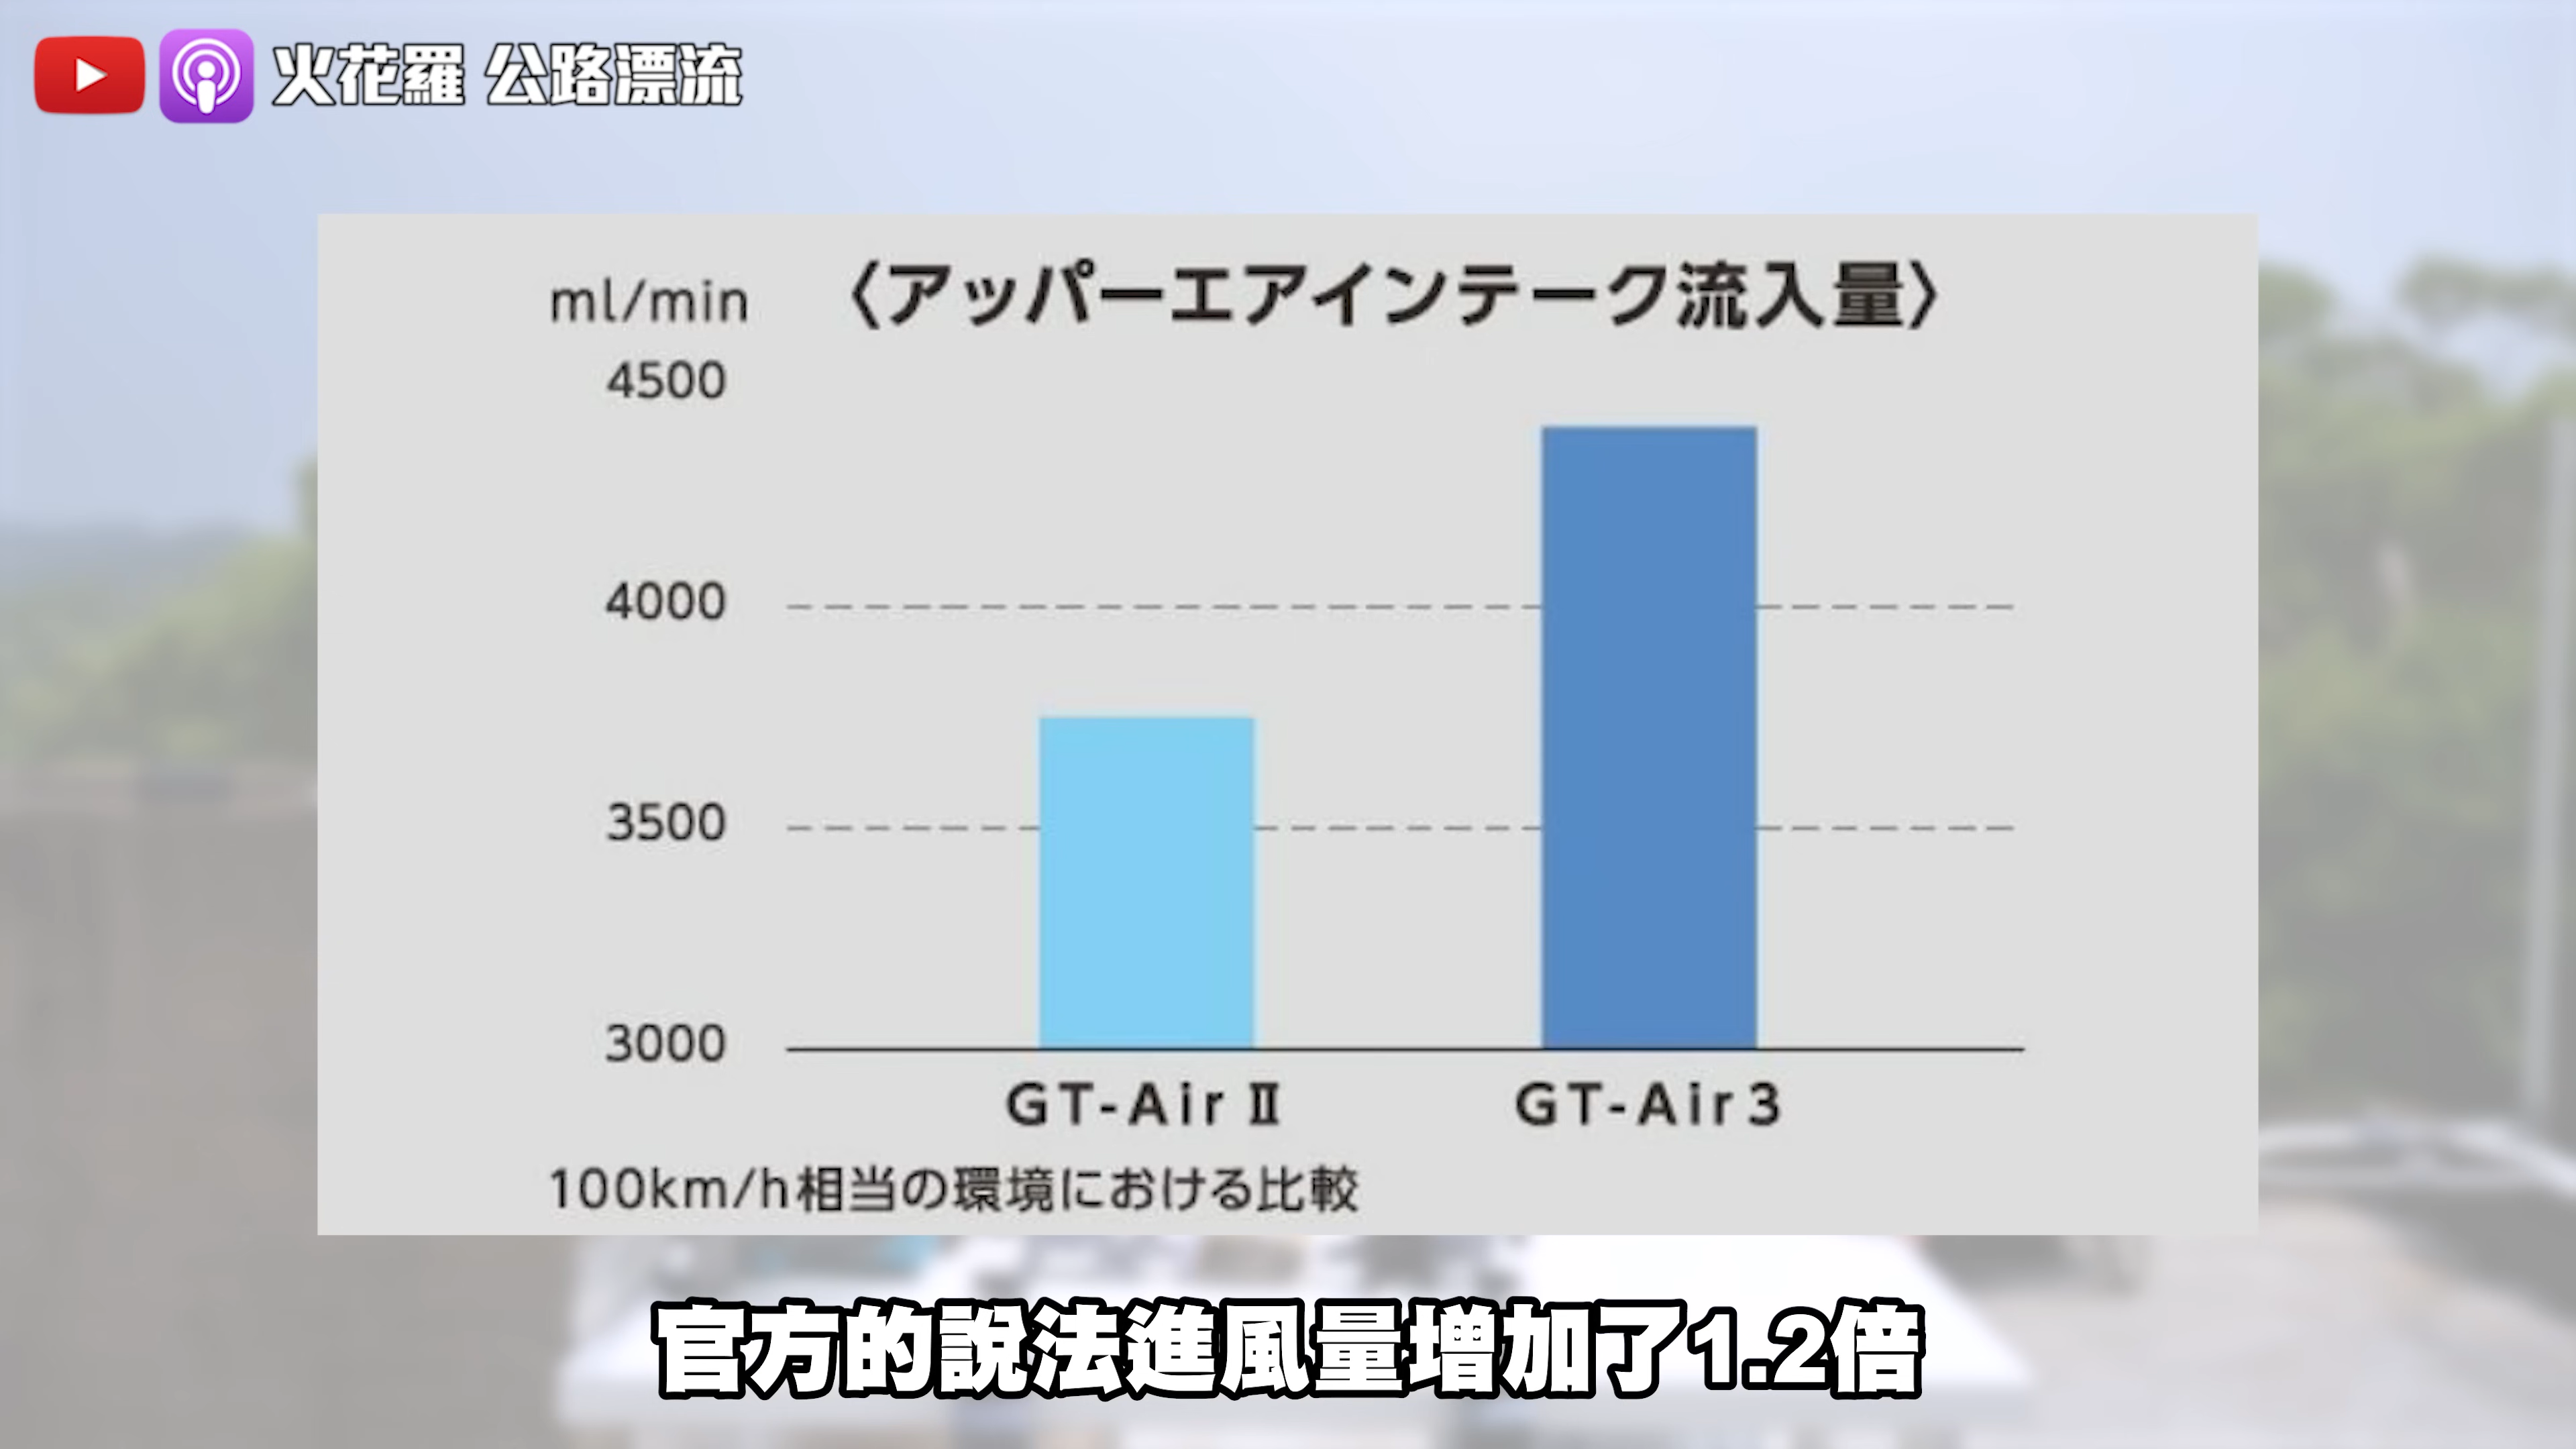 火花羅 公路漂流
ml/min 〈アッパーエアインテーク流入量〉
4500
4000
3500
3000
GT-Air Ⅱ GT-Air 3
100km/h相当の環境における比較
官方的說法進風量增加了1.2倍